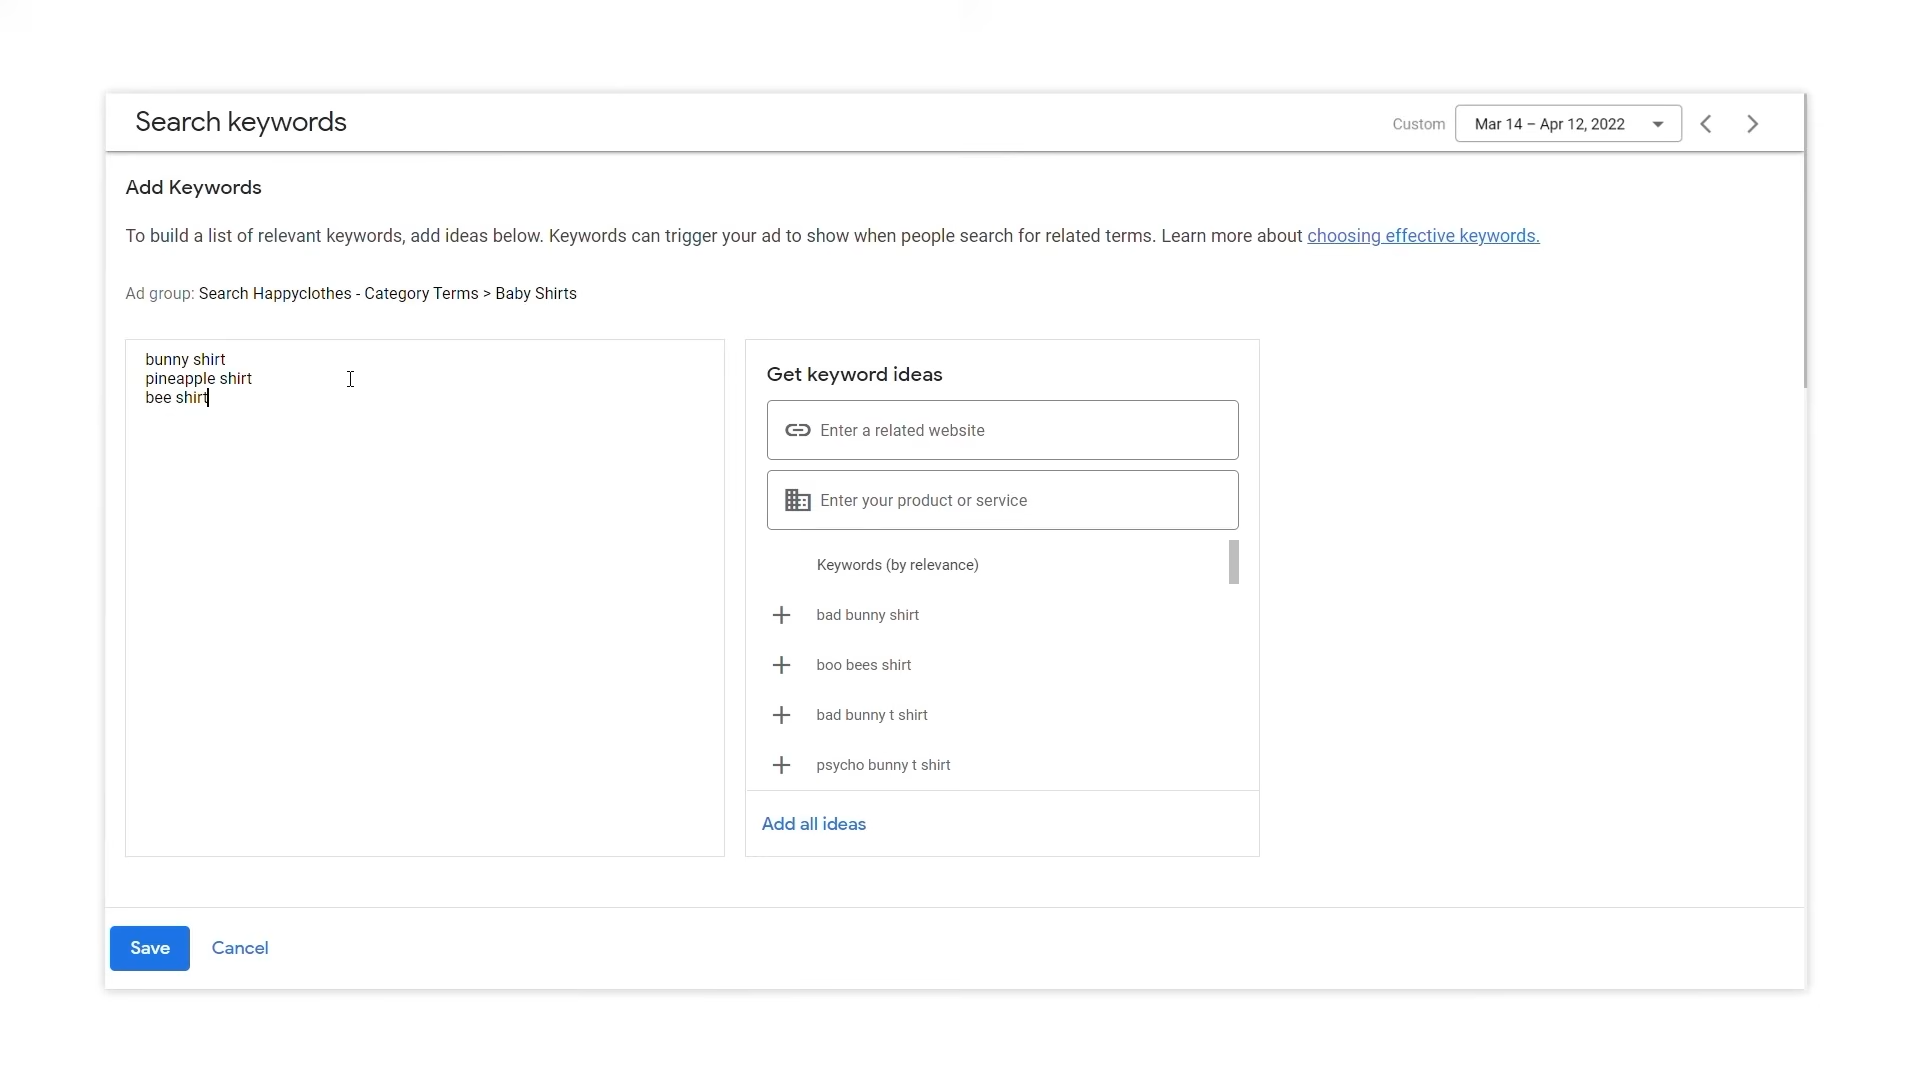 Search keywords
Custom
Mar 14 – Apr 12, 2022
Add Keywords
To build a list of relevant keywords, add ideas below. Keywords can trigger your ad to show when people search for related terms. Learn more about choosing effective keywords.
Ad group: Search Happyclothes - Category Terms > Baby Shirts
bunny shirt
pineapple shirt
bee shirt
Get keyword ideas
Enter a related website
Enter your product or service
Keywords (by relevance)
bad bunny shirt
boo bees shirt
bad bunny t shirt
psycho bunny t shirt
Add all ideas
Save
Cancel